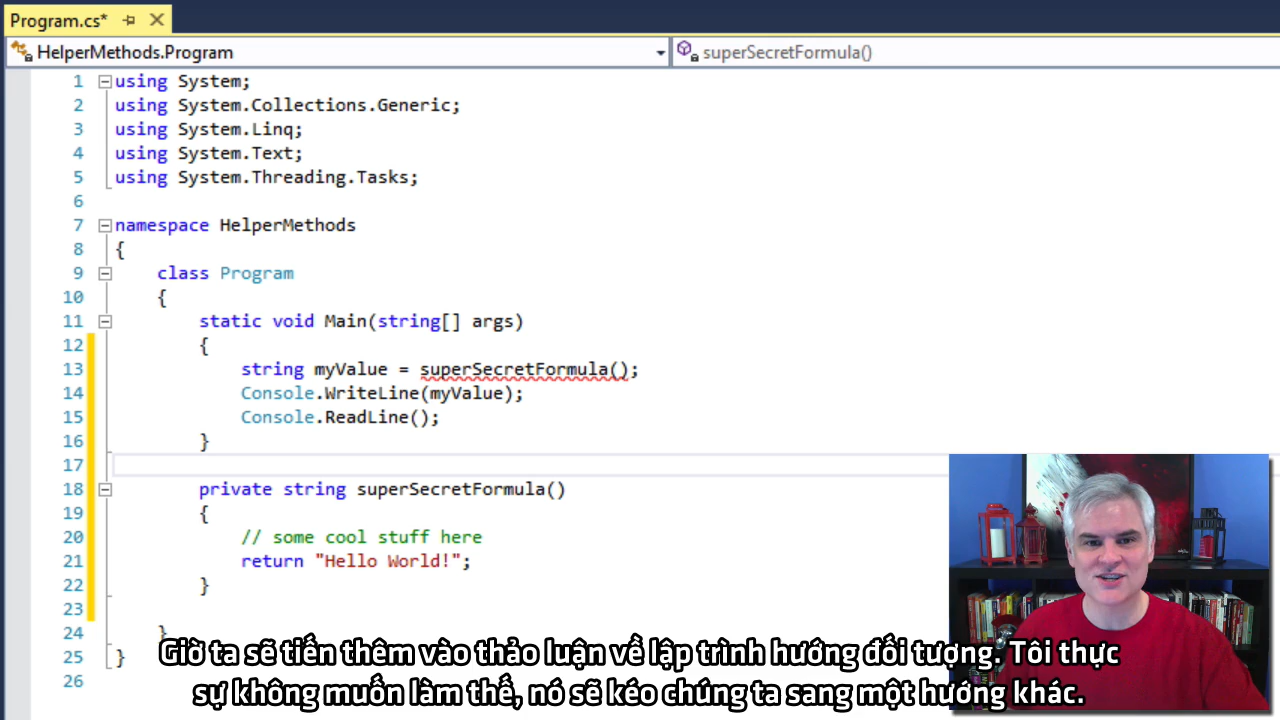 Program.cs*
HelperMethods.Program
superSecretFormula()
1 using System;
2 using System.Collections.Generic;
3 using System.Linq;
4 using System.Text;
5 using System.Threading.Tasks;
6
7 namespace HelperMethods
8 {
9 class Program
10 {
11 static void Main(string[] args)
12 {
13 string myValue = superSecretFormula();
14 Console.WriteLine(myValue);
15 Console.ReadLine();
16 }
17
18 private string superSecretFormula()
19 {
20 // some cool stuff here
21 return "Hello World!";
22 }
23
24 }
25 }
26
Giờ ta sẽ tiến thêm vào thảo luận về lập trình hướng đối tượng. Tôi thực
sự không muốn làm thế, nó sẽ kéo chúng ta sang một hướng khác.